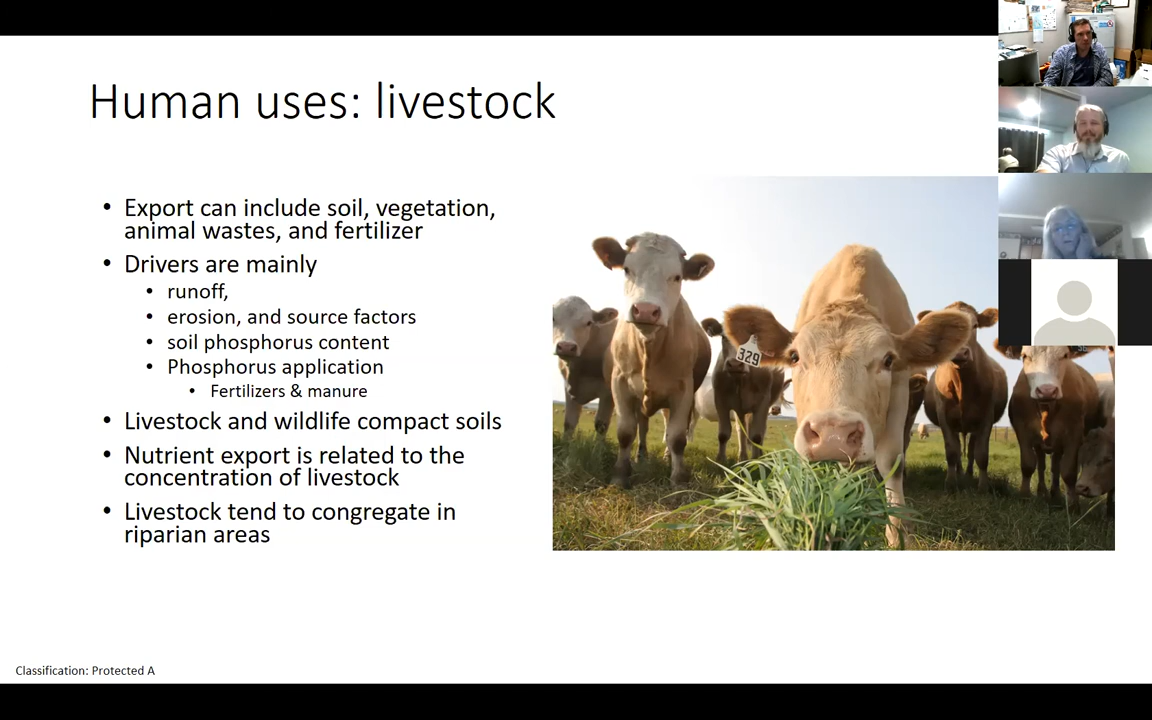 Human uses: livestock
• Export can include soil, vegetation,
animal wastes, and fertilizer
• Drivers are mainly
• runoff,
• erosion, and source factors
• soil phosphorus content
• Phosphorus application
• Fertilizers & manure
• Livestock and wildlife compact soils
• Nutrient export is related to the
concentration of livestock
• Livestock tend to congregate in
riparian areas
329
Classification: Protected A